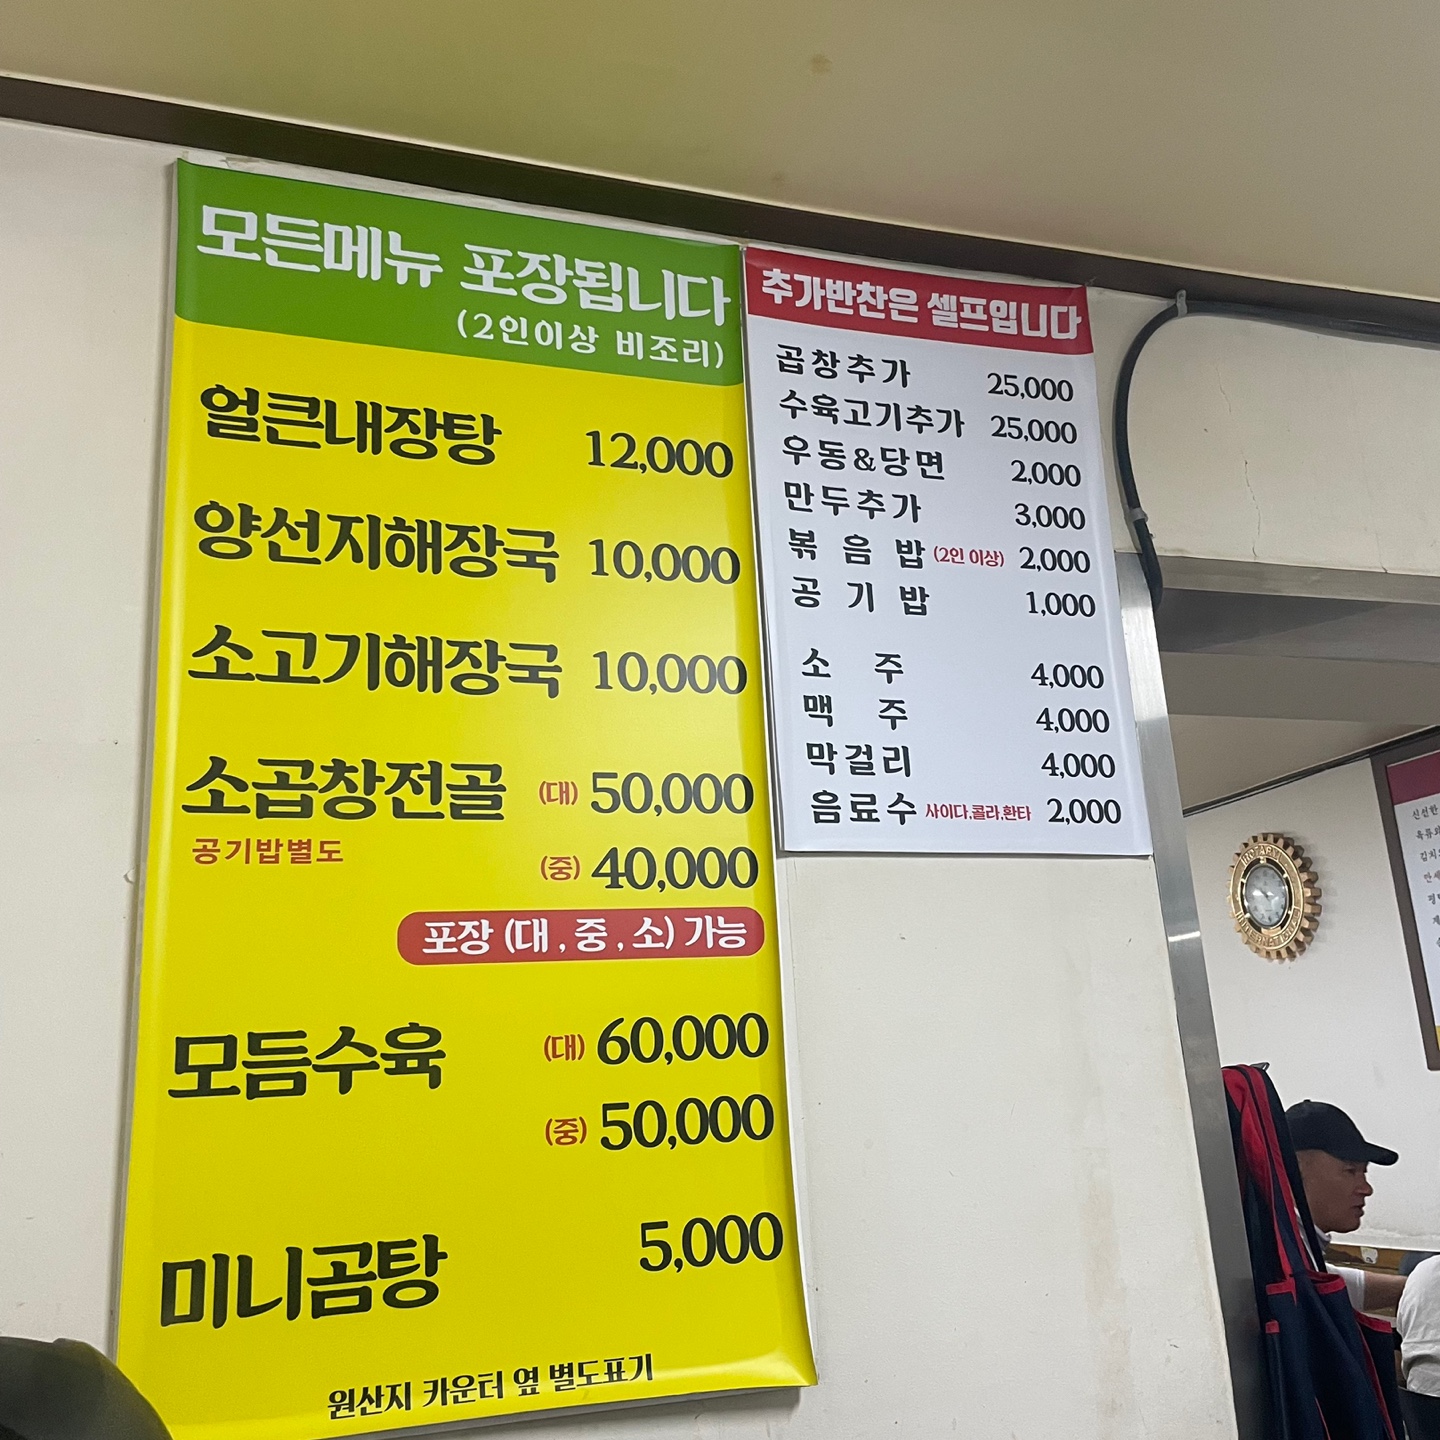 모든메뉴 포장됩니다
(2인이상 비조리)
얼큰내장탕 12,000
양선지해장국 10,000
소고기해장국 10,000
소곱창전골 (대) 50,000
공기밥별도
(중) 40,000
포장 (대 , 중 , 소) 가능
모듬수육 (대) 60,000
(중) 50,000
미니곰탕 5,000
원산지 카운터 옆 별도표기
추가반찬은 셀프입니다
곱창추가 25,000
수육고기추가 25,000
우동&당면 2,000
만두추가 3,000
볶 음 밥 (2인 이상) 2,000
공 기 밥 1,000
소 주 4,000
맥 주 4,000
막걸리 4,000
음료수 사이다,콜라,환타 2,000
ROTARY
INTERNATIONAL
신선한